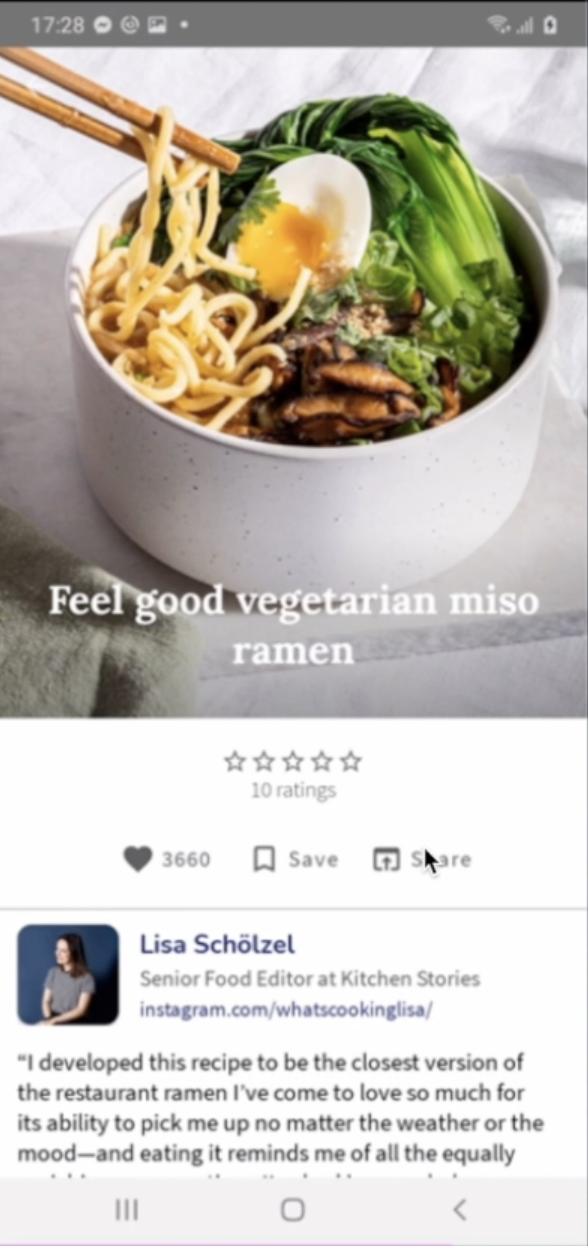 17:28
Feel good vegetarian miso
ramen
10 ratings
3660 Save
Lisa Schölzel
Senior Food Editor at Kitchen Stories
instagram.com/whatscookinglisa/
“I developed this recipe to be the closest version of
the restaurant ramen I’ve come to love so much for
its ability to pick me up no matter the weather or the
mood—and eating it reminds me of all the equally